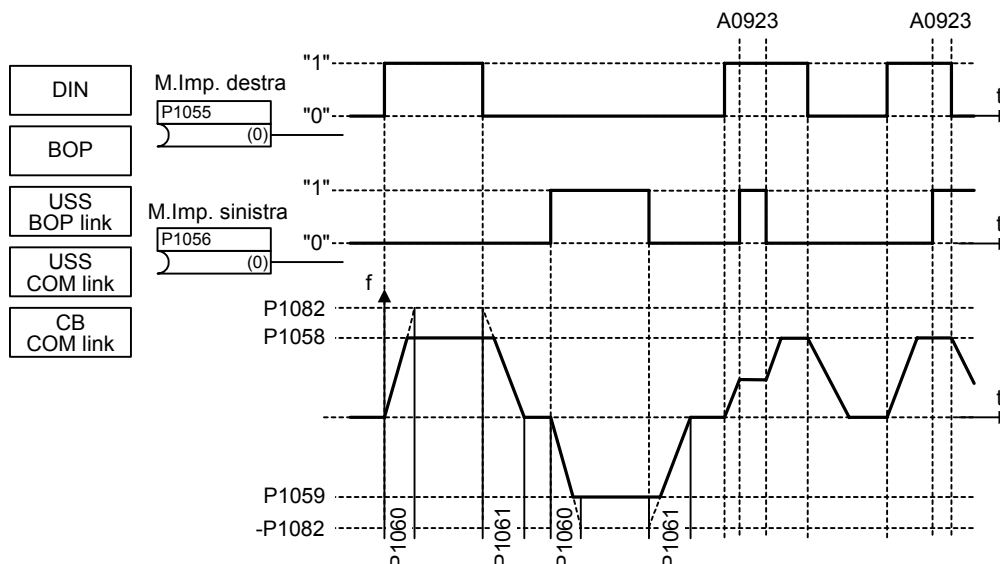 A0923 A0923
DIN
BOP
USS
BOP link
USS
COM link
CB
COM link
M.Imp. destra
P1055
(0)
"1"
"0"
t
M.Imp. sinistra
P1056
(0)
"1"
"0"
t
f
P1082
P1058
t
P1059
-P1082
P1060
P1061
P1060
P1061